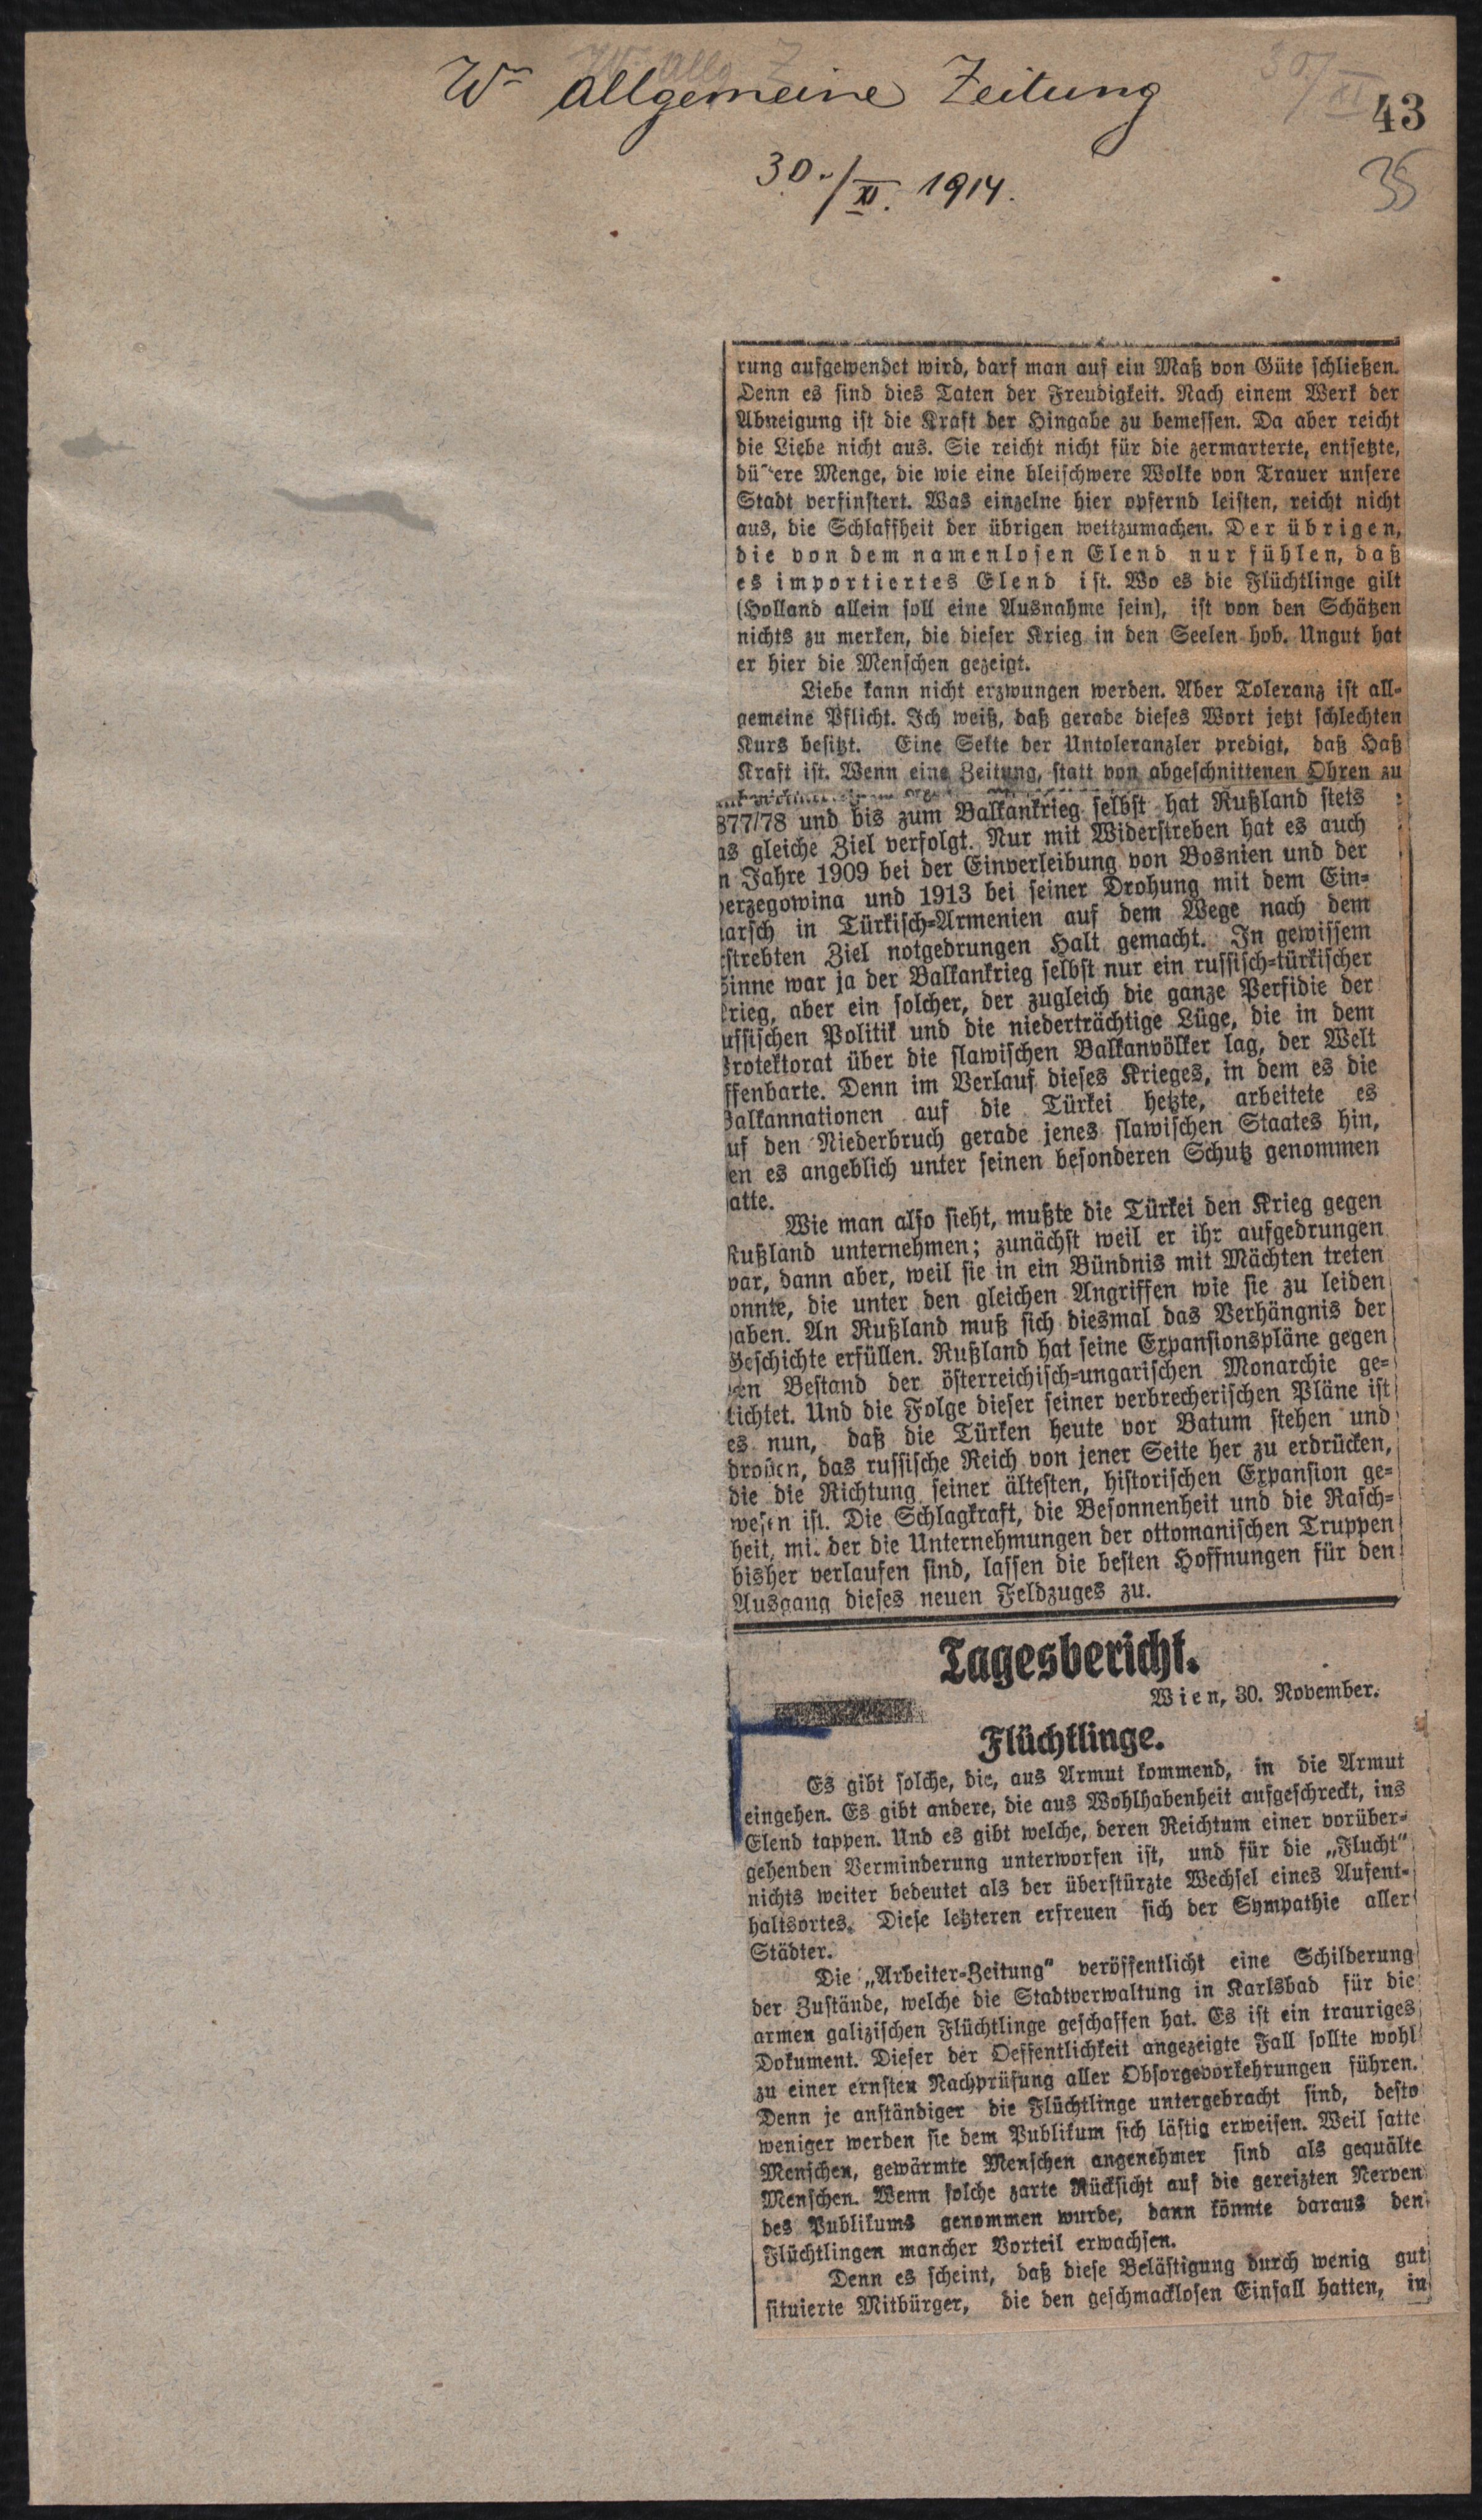 Wr Allgemeine Zeitung
30./XI. 1914.
43
35
rung aufgewendet wird, darf man auf ein Maß von Güte schließen.
Denn es sind dies Taten der Freudigkeit. Nach einem Werk der
Abneigung ist die Kraft der Hingabe zu bemessen. Da aber reicht
die Liebe nicht aus. Sie reicht nicht für die zermarterte, entsetzte,
Menge, die wie eine bleischwere Wolke von Trauer unsere
Stadt verfinstert. Was einzelne hier opfernd leisten, reicht nicht
aus, die Schlaffheit der übrigen wettzumachen. Der übrigen,
die von dem namenlosen Elend nur fühlen, daß
es importiertes Elend ist. Wo es die Flüchtlinge gilt
(Holland allein soll eine Ausnahme sein), ist von den Schätzen
nichts zu merken, die dieser Krieg in den Seelen hob. Ungut hat
er hier die Menschen gezeigt.
Liebe kann nicht erzwungen werden. Aber Toleranz ist all-
gemeine Pflicht. Ich weiß, daß gerade dieses Wort jetzt schlechten
Kurs besitzt. Eine Sekte der Untoleranzler predigt, daß Haß
Kraft ist. Wenn eine Zeitung, statt von abgeschnittenen Ohren zu
877/78 und bis zum Balkankrieg selbst hat Rußland stets
as gleiche Ziel verfolgt. Nur mit Widerstreben hat es auch
n Jahre 1909 bei der Einverleibung von Bosnien und der
erzegowina und 1913 bei seiner Drohung mit dem Ein-
arsch in Türkisch-Armenien auf dem Wege nach dem
rstrebten Ziel notgedrungen Halt gemacht. In gewissem
Sinne war ja der Balkankrieg selbst nur ein russisch-türkischer
rieg, aber ein solcher, der zugleich die ganze Perfidie der
ussischen Politik und die niederträchtige Lüge, die in dem
Protektorat über die slawischen Balkanvölker lag, der Welt
ffenbarte. Denn im Verlauf dieses Krieges, in dem es die
Balkannationen auf die Türkei hetzte, arbeitete es
uf den Niederbruch gerade jenes slawischen Staates hin,
en es angeblich unter seinen besonderen Schutz genommen
atte.
Wie man also sieht, mußte die Türkei den Krieg gegen
Rußland unternehmen; zunächst weil er ihr aufgedrungen
war, dann aber, weil sie in ein Bündnis mit Mächten treten
onnte, die unter den gleichen Angriffen wie sie zu leiden
aben. An Rußland muß sich diesmal das Verhängnis der
Geschichte erfüllen. Rußland hat seine Expansionspläne gegen
den Bestand der österreichisch-ungarischen Monarchie ge-
richtet. Und die Folge dieser seiner verbrecherischen Pläne ist
es nun, daß die Türken heute vor Batum stehen und
drohen, das russische Reich von jener Seite her zu erdrücken,
die die Richtung seiner ältesten, historischen Expansion ge-
wesen ist. Die Schlagkraft, die Besonnenheit und die Rasch-
heit, mit der die Unternehmungen der ottomanischen Truppen
bisher verlaufen sind, lassen die besten Hoffnungen für den
Ausgang dieses neuen Feldzuges zu.
Tagesbericht.
Wien, 30. November.
Flüchtlinge.
Es gibt solche, die, aus Armut kommend, in die Armut
eingehen. Es gibt andere, die aus Wohlhabenheit aufgeschreckt, ins
Elend tappen. Und es gibt welche, deren Reichtum einer vorüber-
gehenden Verminderung unterworfen ist, und für die „Flucht"
nichts weiter bedeutet als der überstürzte Wechsel eines Aufent-
haltsortes. Diese letzteren erfreuen sich der Sympathie aller
Städter.
Die „Arbeiter-Zeitung" veröffentlicht eine Schilderung
der Zustände, welche die Stadtverwaltung in Karlsbad für die
armen galizischen Flüchtlinge geschaffen hat. Es ist ein trauriges
Dokument. Dieser der Oeffentlichkeit angezeigte Fall sollte wohl
zu einer ernsten Nachprüfung aller Obsorgevorkehrungen führen.
Denn je anständiger die Flüchtlinge untergebracht sind, desto
weniger werden sie dem Publikum sich lästig erweisen. Weil satte
Menschen, gewärmte Menschen angenehmer sind als gequälte
Menschen. Wenn solche zarte Rücksicht auf die gereizten Nerven
des Publikums genommen wurde, dann könnte daraus den
Flüchtlingen mancher Vorteil erwachsen.
Denn es scheint, daß diese Belästigung durch wenig gut
situierte Mitbürger, die den geschmacklosen Einfall hatten, in